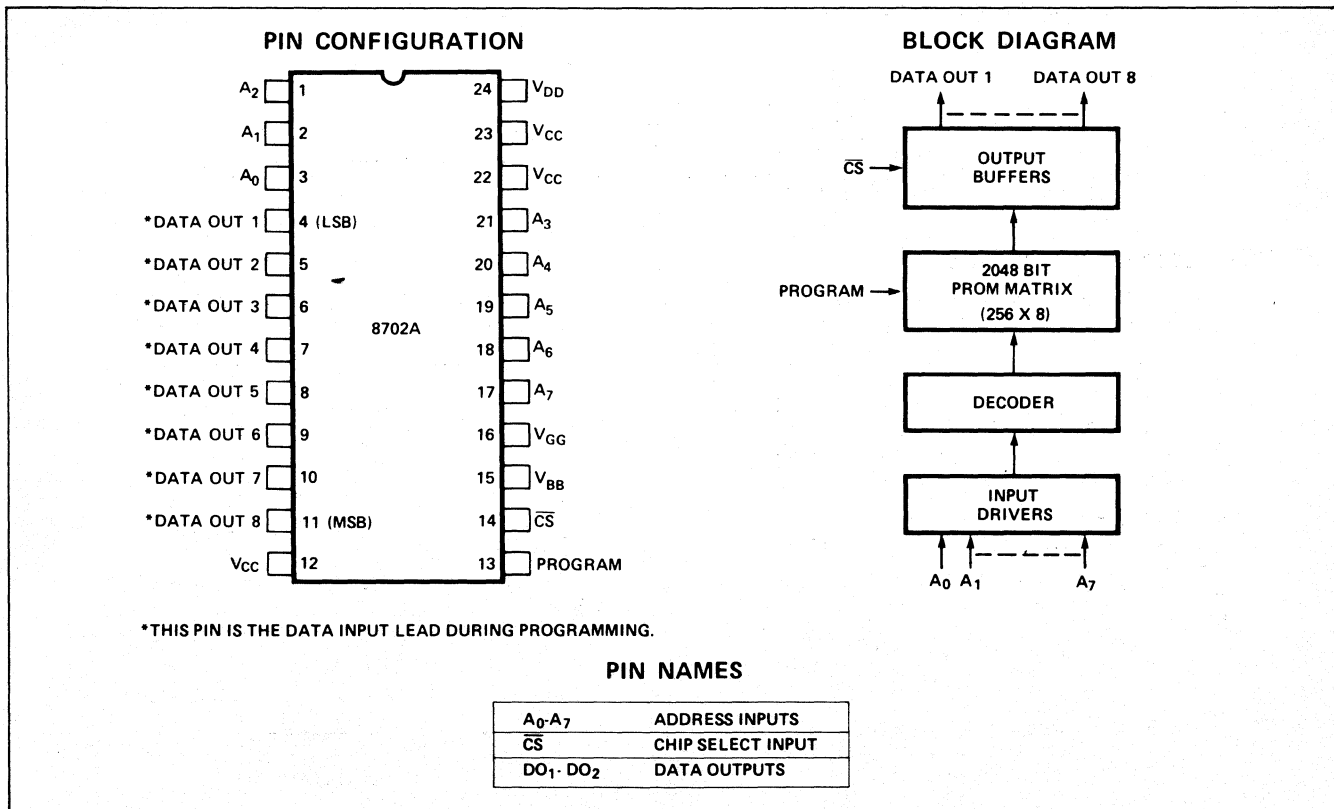 PIN CONFIGURATION
A2 1
A1 2
A0 3
*DATA OUT 1 4 (LSB)
*DATA OUT 2 5
*DATA OUT 3 6
*DATA OUT 4 7
*DATA OUT 5 8
*DATA OUT 6 9
*DATA OUT 7 10
*DATA OUT 8 11 (MSB)
VCC 12
8702A
24 VDD
23 VCC
22 VCC
21 A3
20 A4
19 A5
18 A6
17 A7
16 VGG
15 VBB
14 C̅S̅
13 PROGRAM
*THIS PIN IS THE DATA INPUT LEAD DURING PROGRAMMING.
BLOCK DIAGRAM
DATA OUT 1 DATA OUT 8
C̅S̅
OUTPUT
BUFFERS
PROGRAM
2048 BIT
PROM MATRIX
(256 X 8)
DECODER
INPUT
DRIVERS
A0 A1 A7
PIN NAMES
A0-A7 ADDRESS INPUTS
C̅S̅ CHIP SELECT INPUT
DO1- DO2 DATA OUTPUTS